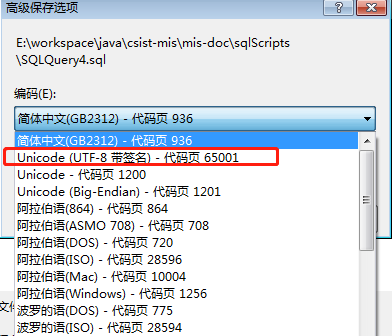 高级保存选项
E:\workspace\java\csist-mis\mis-doc\sqlScripts
\SQLQuery4.sql
编码(E):
简体中文(GB2312) - 代码页 936
简体中文(GB2312) - 代码页 936
Unicode (UTF-8 带签名) - 代码页 65001
Unicode - 代码页 1200
Unicode (Big-Endian) - 代码页 1201
阿拉伯语(864) - 代码页 864
阿拉伯语(ASMO 708) - 代码页 708
阿拉伯语(DOS) - 代码页 720
阿拉伯语(ISO) - 代码页 28596
阿拉伯语(Mac) - 代码页 10004
阿拉伯语(Windows) - 代码页 1256
波罗的语(DOS) - 代码页 775
波罗的语(ISO) - 代码页 28594
文件